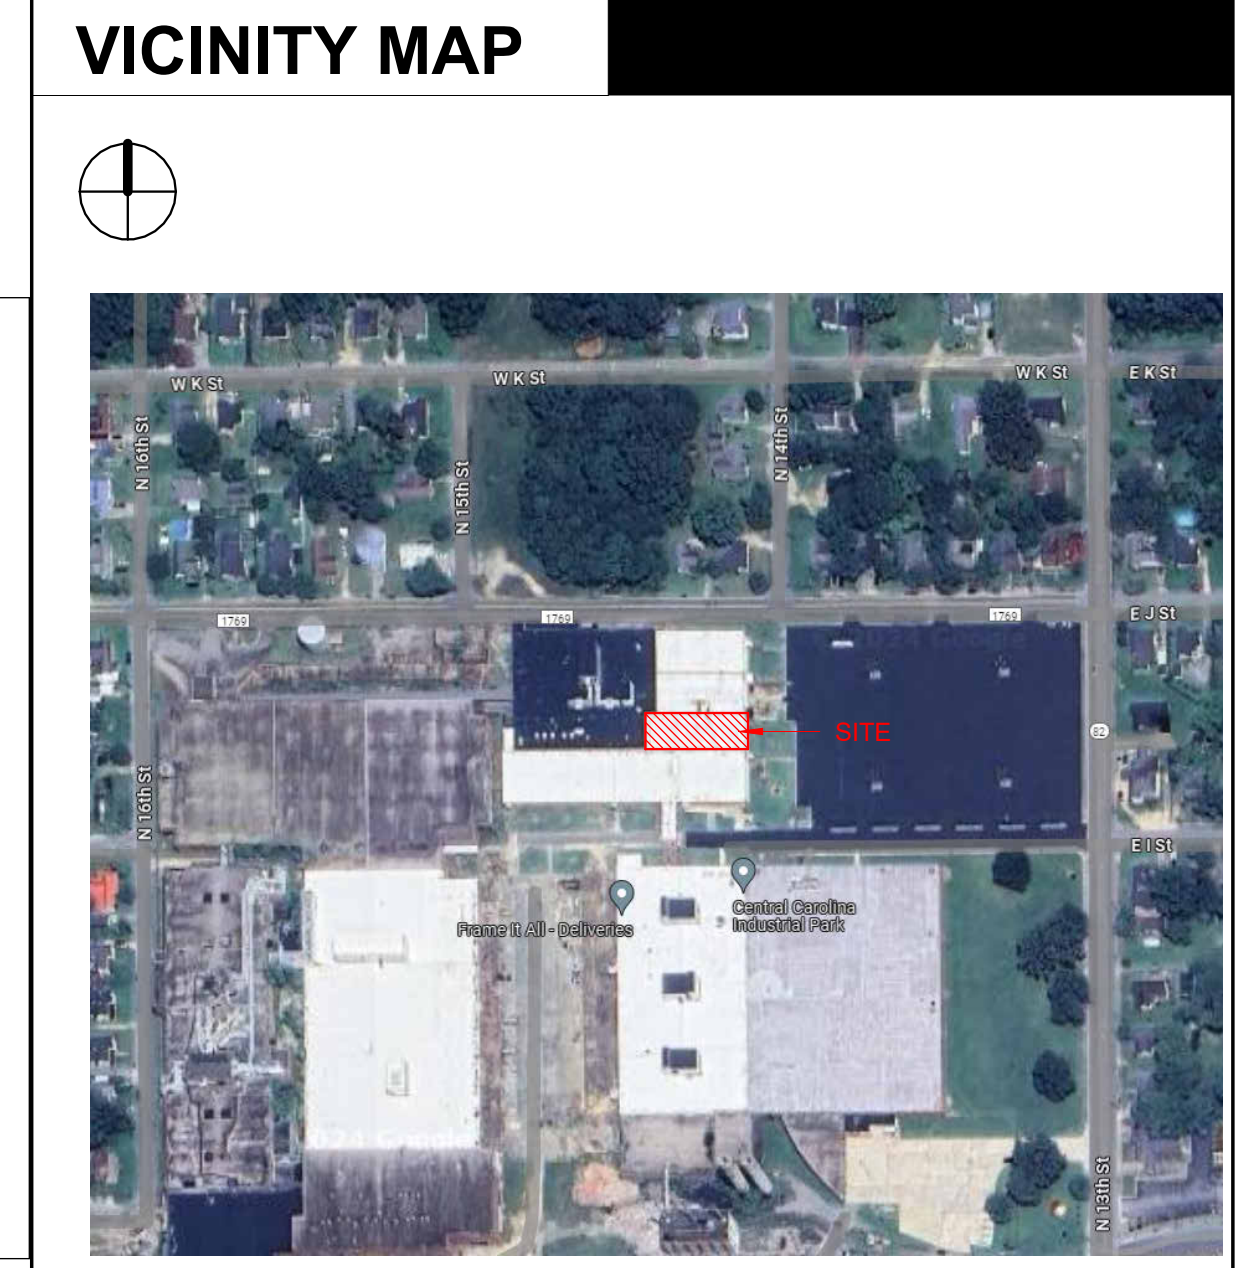 VICINITY MAP
W K St
W K St
W K St
E K St
N 16th St
N 15th St
N 14th St
1769
1769
1769
E J St
SITE
82
N 16th St
E I St
Frame It All - Deliveries
Central Carolina
Industrial Park
N 13th St